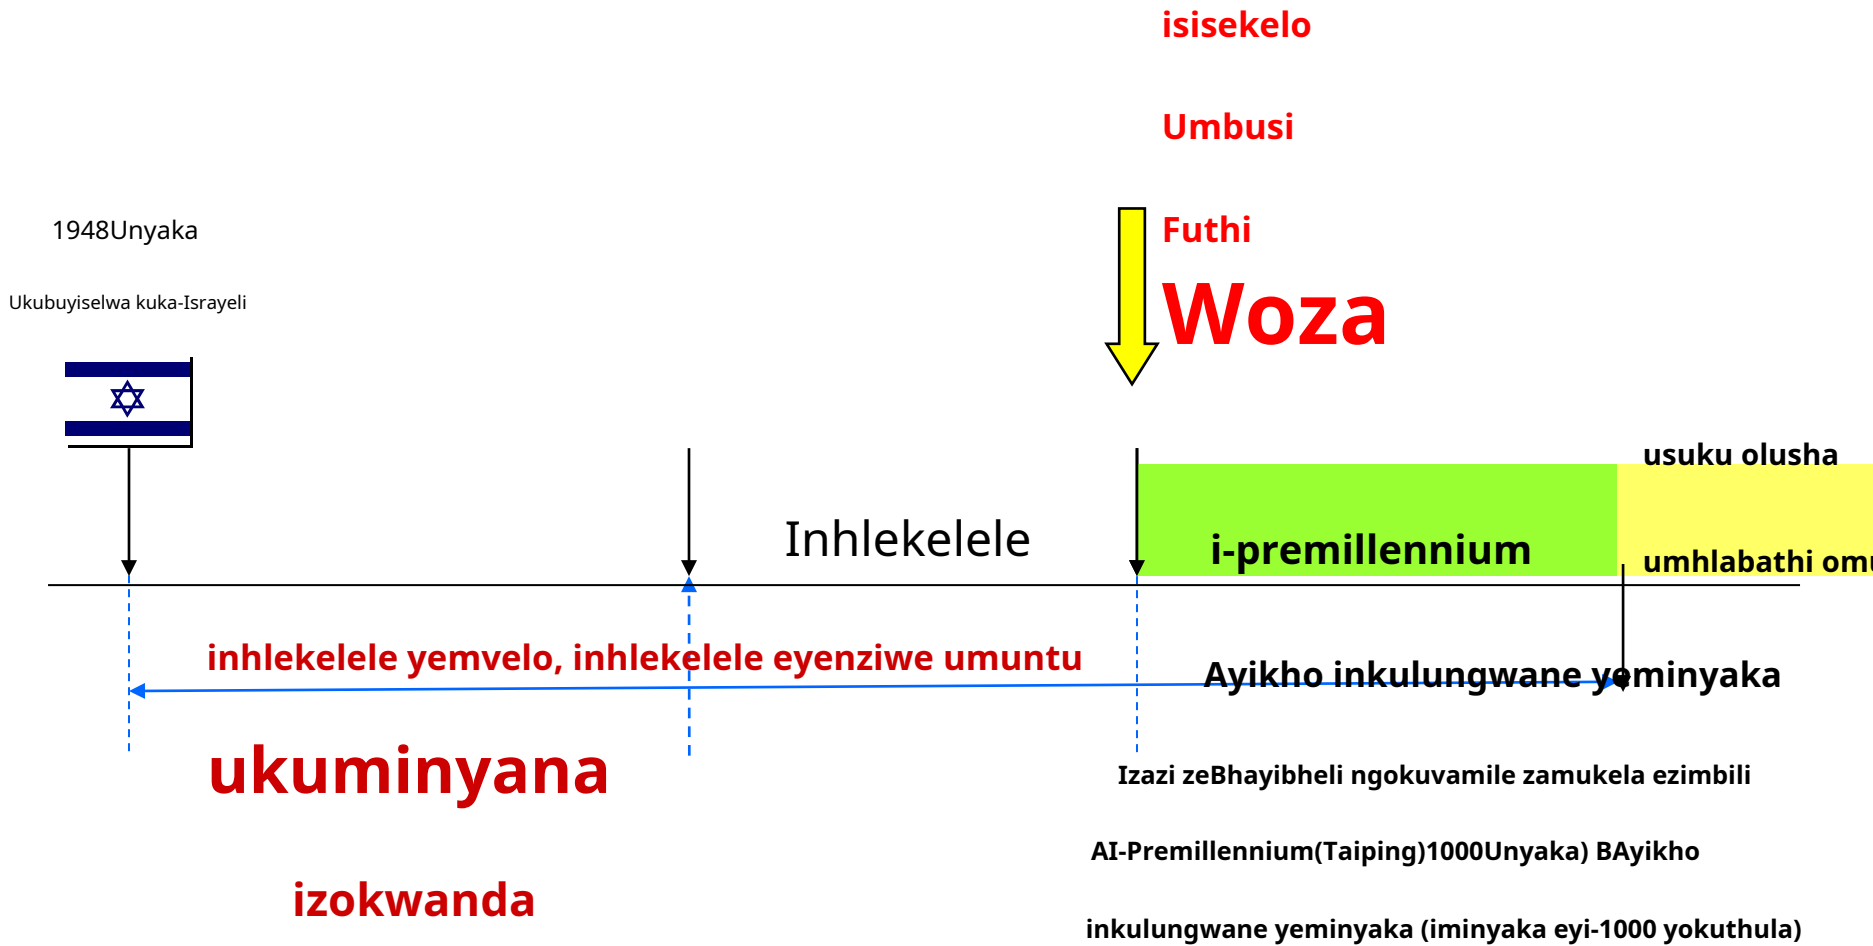 isisekelo
Umbusi
Futhi
Woza
1948Unyaka
Ukubuyiselwa kuka-Israyeli
usuku olusha
Inhlekelele
i-premillennium
umhlabathi omu
inhlekelele yemvelo, inhlekelele eyenziwe umuntu
Ayikho inkulungwane yeminyaka
ukuminyana
izokwanda
Izazi zeBhayibheli ngokuvamile zamukela ezimbili
AI-Premillennium(Taiping)1000Unyaka) BAyikho
inkulungwane yeminyaka (iminyaka eyi-1000 yokuthula)